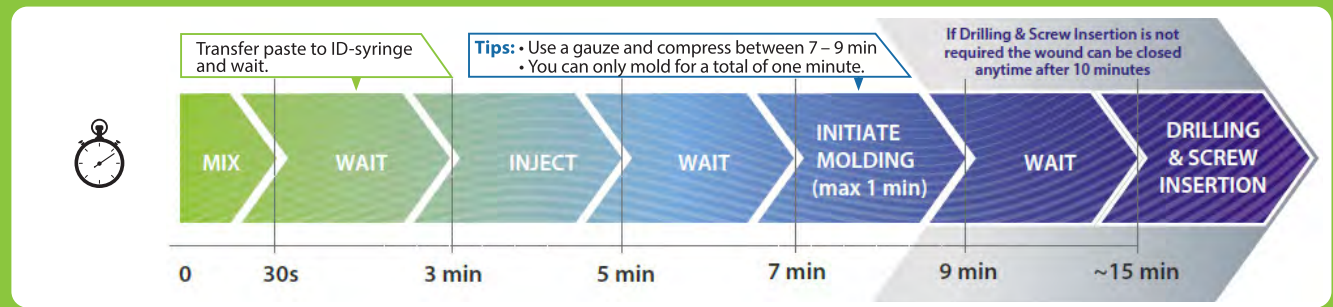 Transfer paste to ID-syringe
and wait.
Tips: • Use a gauze and compress between 7 – 9 min
• You can only mold for a total of one minute.
If Drilling & Screw Insertion is not
required the wound can be closed
anytime after 10 minutes
MIX
WAIT
INJECT
WAIT
INITIATE
MOLDING
(max 1 min)
WAIT
DRILLING
& SCREW
INSERTION
0
30s
3 min
5 min
7 min
9 min
~15 min